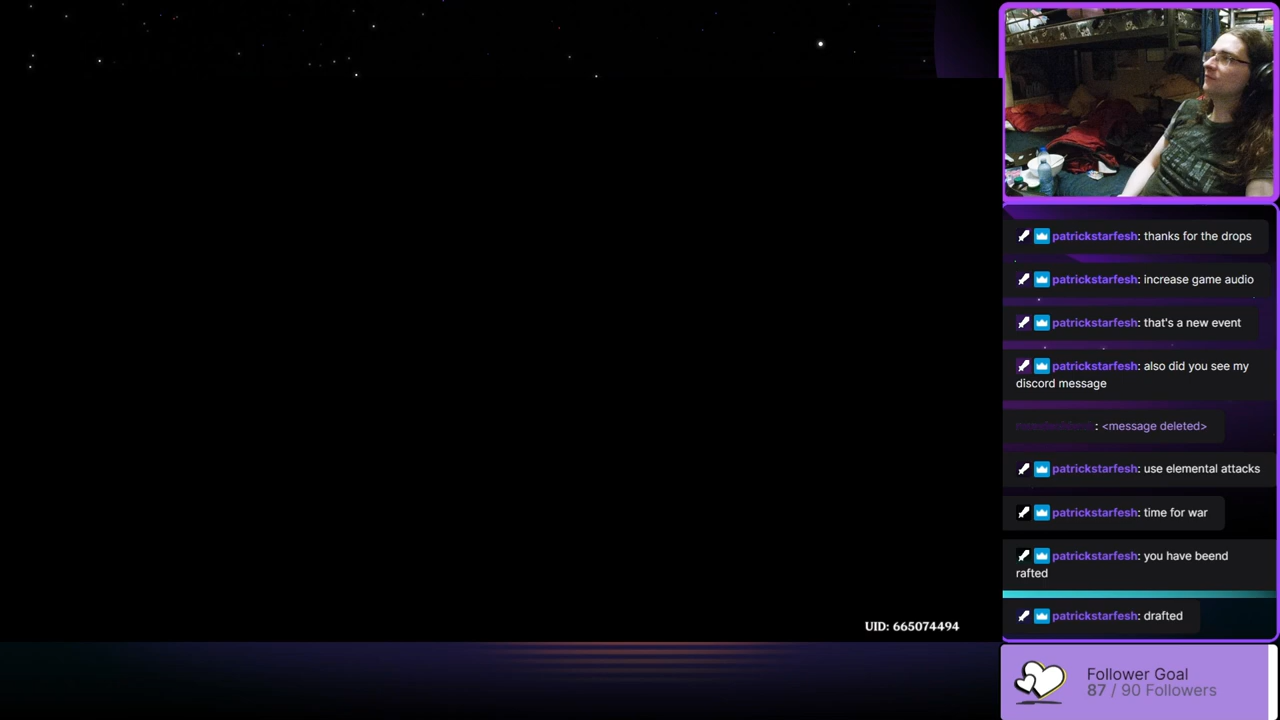 patrickstarfesh: thanks for the drops
patrickstarfesh: increase game audio
patrickstarfesh: that's a new event
patrickstarfesh: also did you see my
discord message
: <message deleted>
patrickstarfesh: use elemental attacks
patrickstarfesh: time for war
patrickstarfesh: you have beend
rafted
patrickstarfesh: drafted
UID: 665074494
Follower Goal
87 / 90 Followers